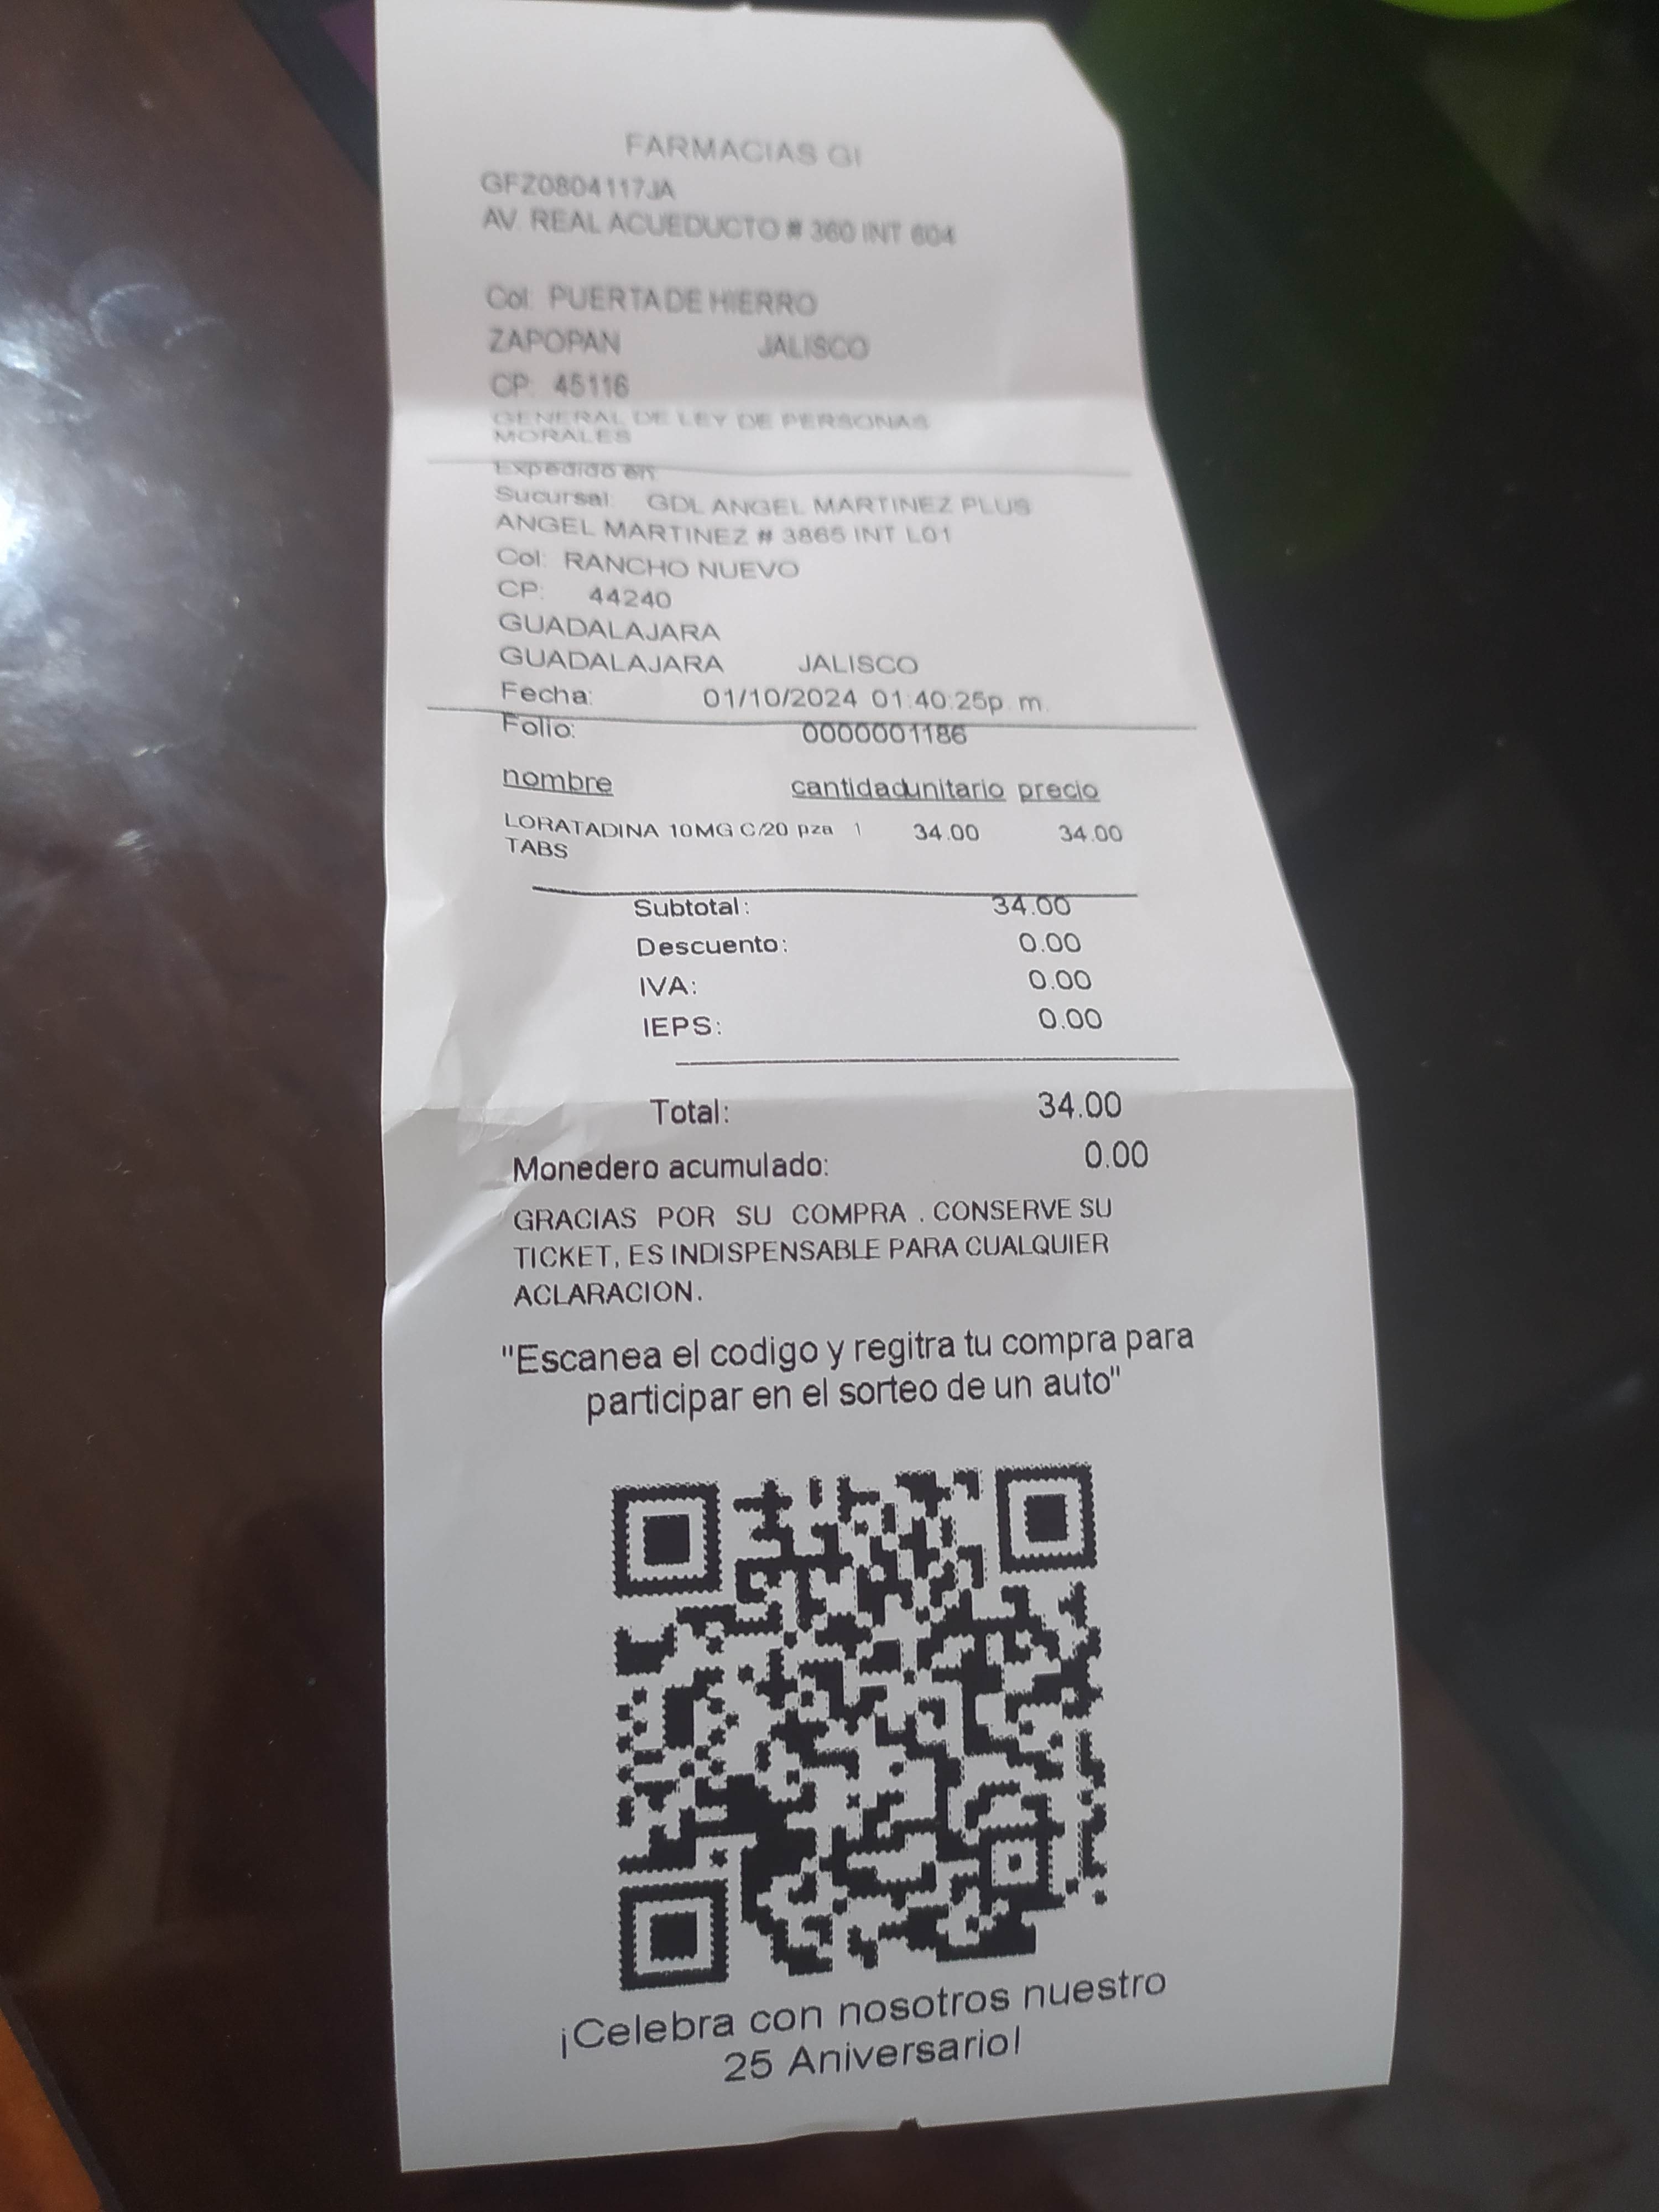 FARMACIAS GI
GFZ0804117JA
AV. REAL ACUEDUCTO # 360 INT 604
Col: PUERTA DE HIERRO
ZAPOPAN JALISCO
CP: 45116
GENERAL DE LEY DE PERSONAS
MORALES
Expedido en:
Sucursal: GDL ANGEL MARTINEZ PLUS
ANGEL MARTINEZ # 3865 INT L01
Col: RANCHO NUEVO
CP: 44240
GUADALAJARA
GUADALAJARA JALISCO
Fecha: 01/10/2024 01:40:25p. m.
Folio: 0000001186
nombre cantidad unitario precio
LORATADINA 10MG C/20 pza 1 34.00 34.00
TABS
Subtotal: 34.00
Descuento: 0.00
IVA: 0.00
IEPS: 0.00
Total: 34.00
Monedero acumulado: 0.00
GRACIAS POR SU COMPRA . CONSERVE SU
TICKET, ES INDISPENSABLE PARA CUALQUIER
ACLARACION.
"Escanea el codigo y regitra tu compra para
participar en el sorteo de un auto"
¡Celebra con nosotros nuestro
25 Aniversario!